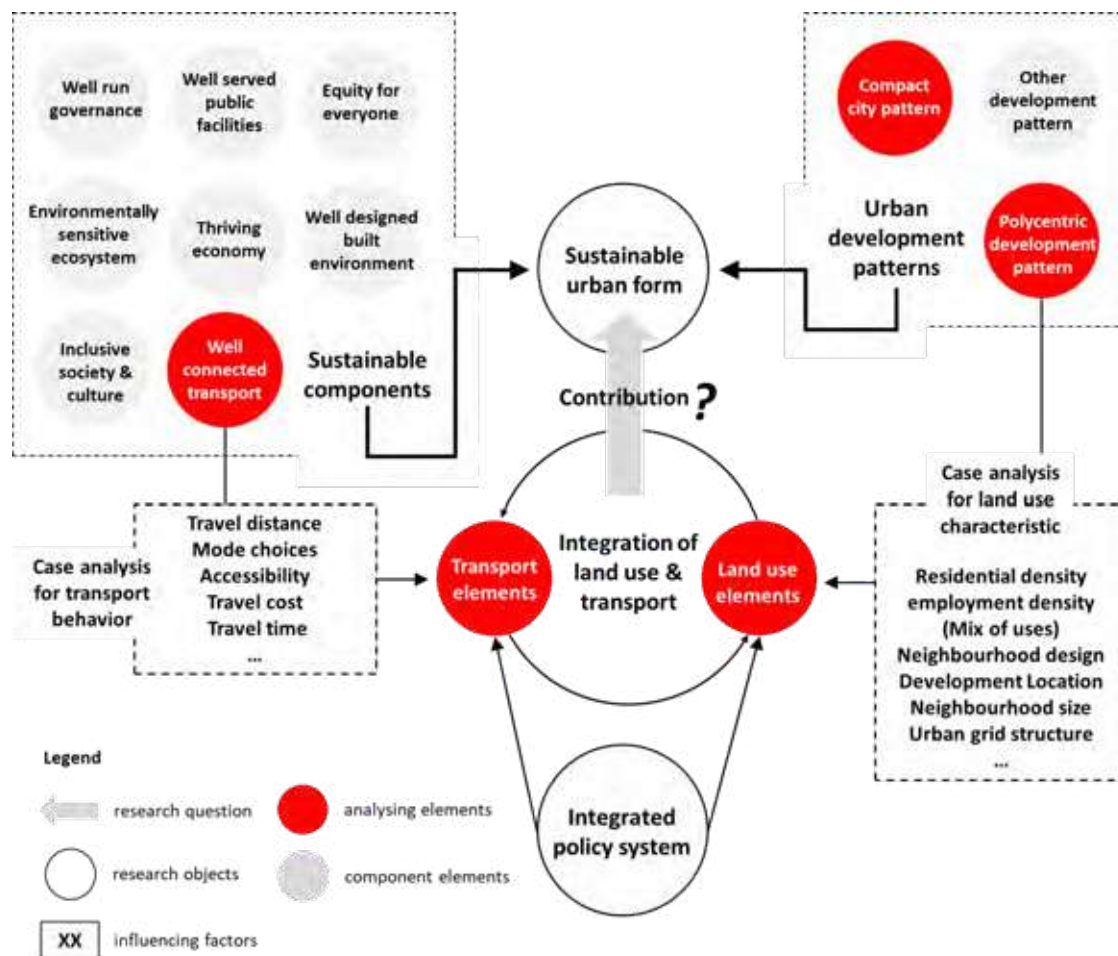 Well run
governance
Well served
public
facilities
Equity for
everyone
Environmentally
sensitive
ecosystem
Thriving
economy
Well designed
built
environment
Inclusive
society &
culture
Well
connected
transport
Sustainable
components
Compact
city pattern
Other
development
pattern
Urban
development
patterns
Polycentric
development
pattern
Sustainable
urban form
Contribution ?
Case analysis
for transport
behavior
Travel distance
Mode choices
Accessibility
Travel cost
Travel time
...
Transport
elements
Integration of
land use &
transport
Land use
elements
Case analysis
for land use
characteristic
Residential density
employment density
(Mix of uses)
Neighbourhood design
Development Location
Neighbourhood size
Urban grid structure
...
Integrated
policy system
Legend
research question
analysing elements
research objects
component elements
XX
influencing factors